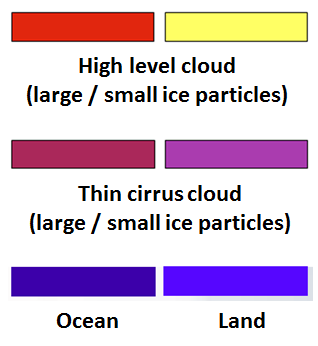 High level cloud
(large / small ice particles)
Thin cirrus cloud
(large / small ice particles)
Ocean Land